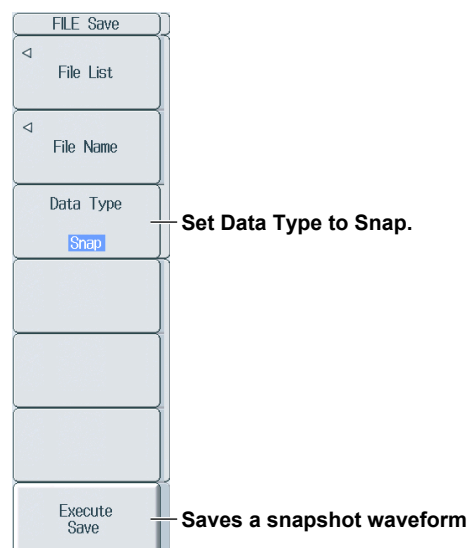 FILE Save
File List
File Name
Data Type
Set Data Type to Snap.
Snap
Execute
Save
Saves a snapshot waveform